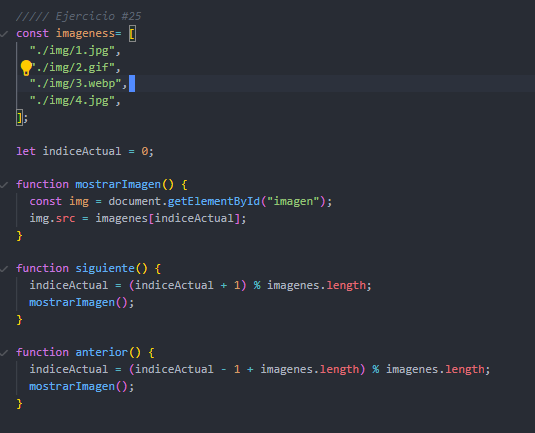 ///// Ejercicio #25
const imageness= [
"./img/1.jpg",
"./img/2.gif",
"./img/3.webp",
"./img/4.jpg",
];
let indiceActual = 0;
function mostrarImagen() {
const img = document.getElementById("imagen");
img.src = imagenes[indiceActual];
}
function siguiente() {
indiceActual = (indiceActual + 1) % imagenes.length;
mostrarImagen();
}
function anterior() {
indiceActual = (indiceActual - 1 + imagenes.length) % imagenes.length;
mostrarImagen();
}